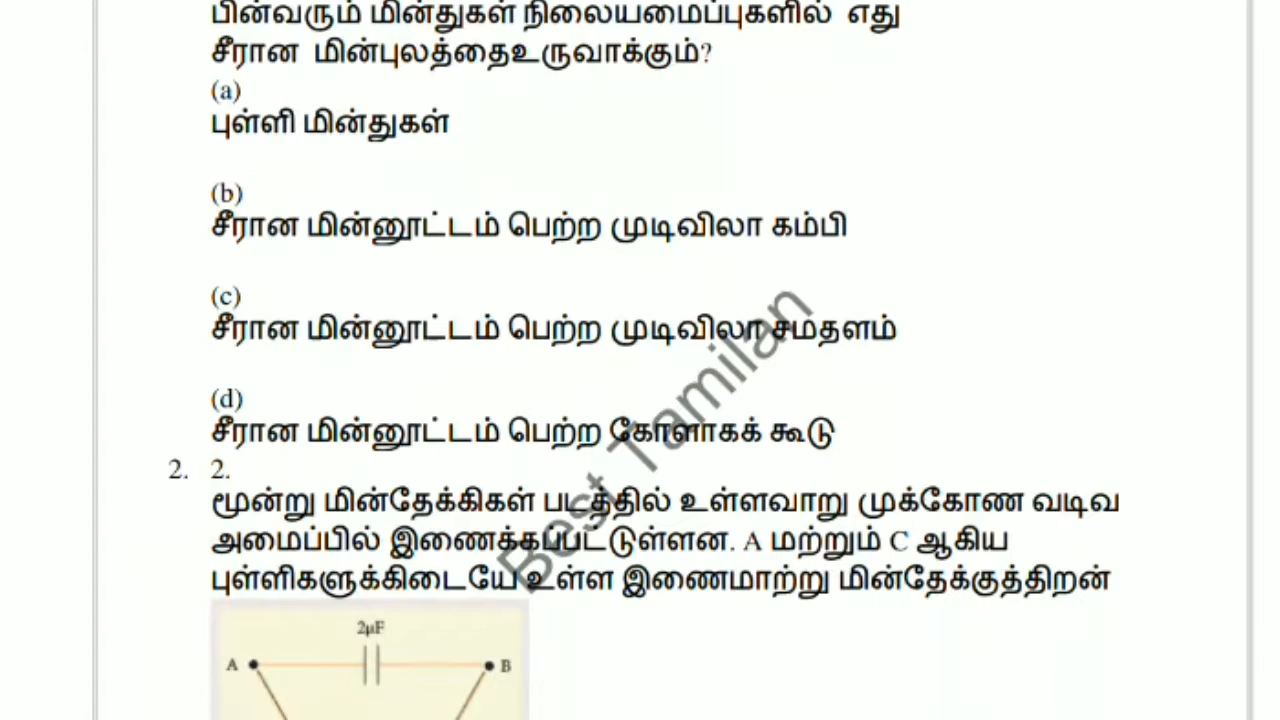 பின்வரும் மின்துகள் நிலையமைப்புகளில் எது
சீரான மின்புலத்தைஉருவாக்கும்?
(a)
புள்ளி மின்துகள்
(b)
சீரான மின்னூட்டம் பெற்ற முடிவிலா கம்பி
(c)
சீரான மின்னூட்டம் பெற்ற முடிவிலா சமதளம்
(d)
சீரான மின்னூட்டம் பெற்ற கோளாகக் கூடு
2. 2.
மூன்று மின்தேக்கிகள் படத்தில் உள்ளவாறு முக்கோண வடிவ
அமைப்பில் இணைக்கப்பட்டுள்ளன. A மற்றும் C ஆகிய
புள்ளிகளுக்கிடையே உள்ள இணைமாற்று மின்தேக்குத்திறன்
2µF
A B
Best Tamilan